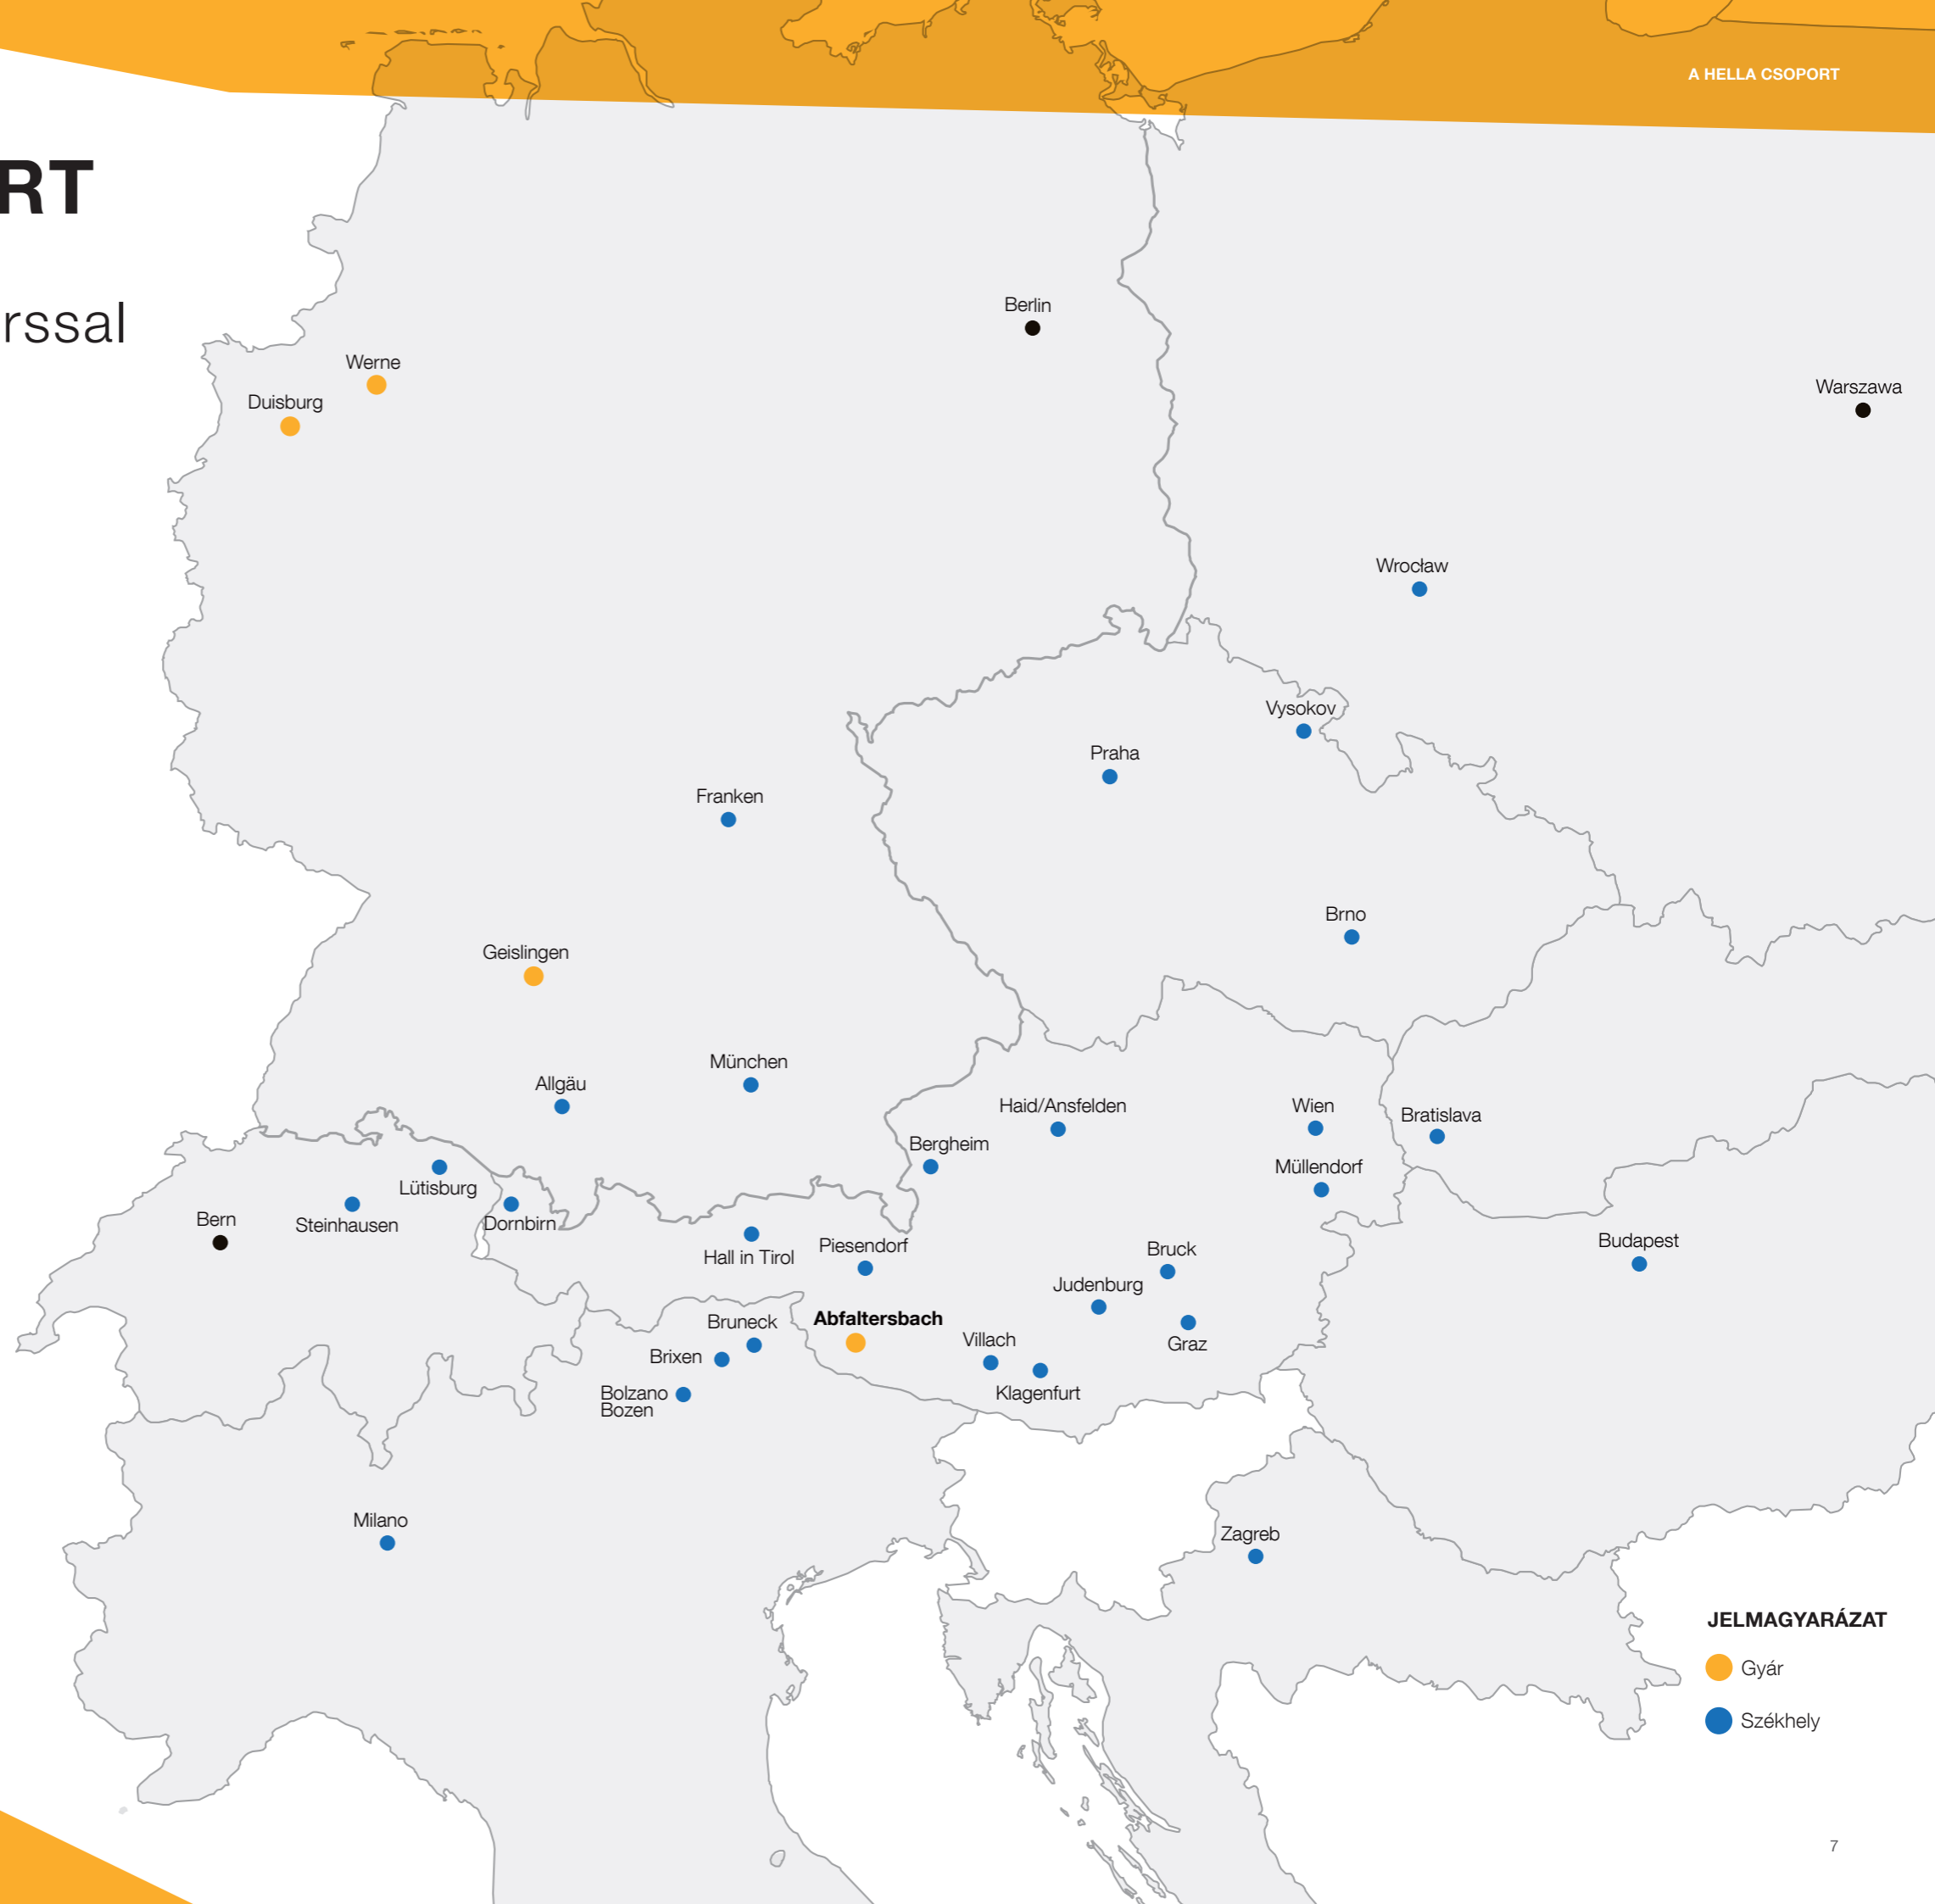 A HELLA CSOPORT
RT
rssal
Berlin
Werne
Warszawa
Duisburg
Wrocław
Vysokov
Praha
Franken
Brno
Geislingen
München
Allgäu
Haid/Ansfelden
Wien
Bratislava
Bergheim
Müllendorf
Lütisburg
Bern
Steinhausen
Dornbirn
Budapest
Piesendorf
Bruck
Hall in Tirol
Judenburg
Abfaltersbach
Bruneck
Villach
Graz
Brixen
Bolzano
Bozen
Klagenfurt
Milano
Zagreb
JELMAGYARÁZAT
Gyár
Székhely
7